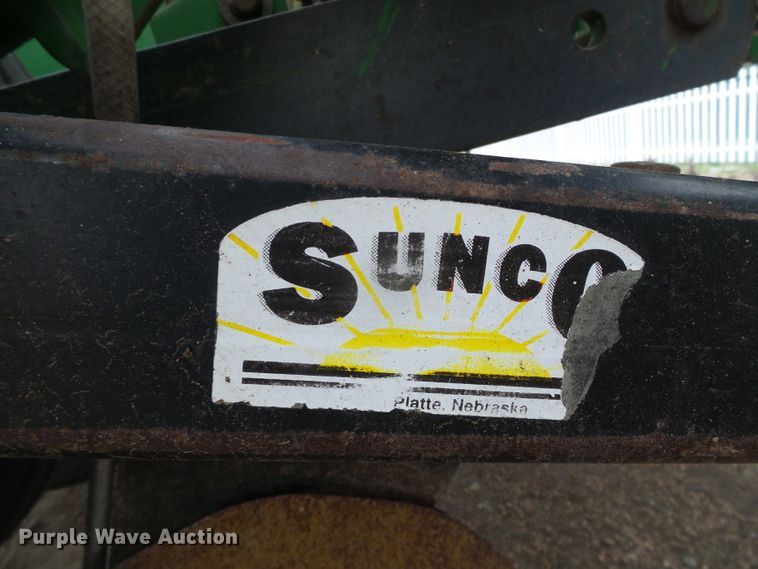 SUNCO
Platte, Nebraska
Purple Wave Auction